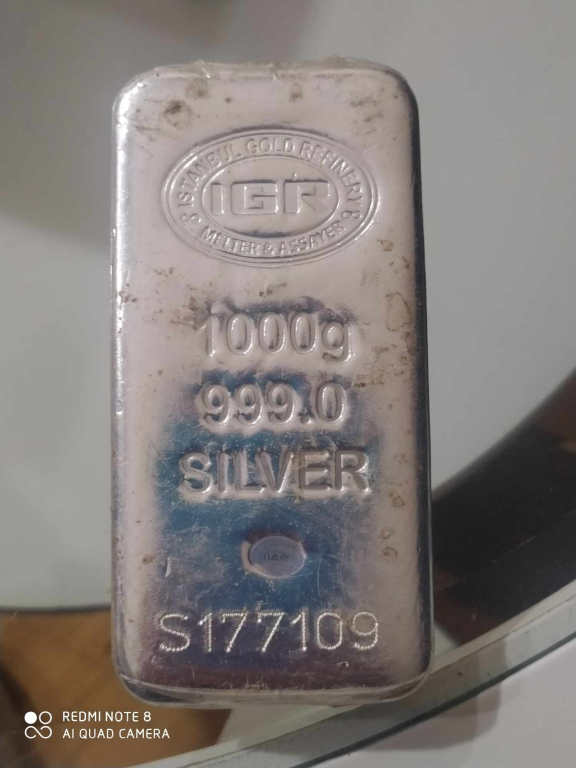 ISTANBUL GOLD REFINERY
IGR
MELTER & ASSAYER
1000g
999.0
SILVER
S177109
REDMI NOTE 8
AI QUAD CAMERA